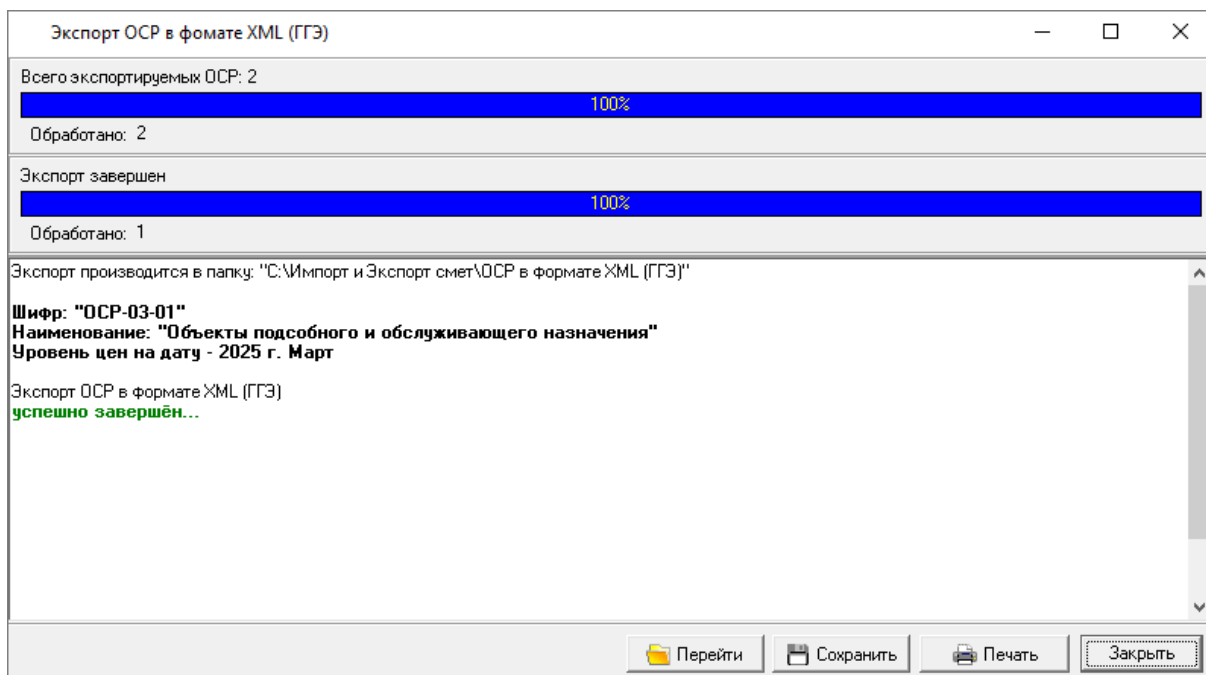 Экспорт ОСР в фомате XML (ГГЭ)
Всего экспортируемых ОСР: 2
100%
Обработано: 2
Экспорт завершен
100%
Обработано: 1
Экспорт производится в папку: "C:\Импорт и Экспорт смет\ОСР в формате XML (ГГЭ)"
Шифр: "ОСР-03-01"
Наименование: "Объекты подсобного и обслуживающего назначения"
Уровень цен на дату - 2025 г. Март
Экспорт ОСР в формате XML (ГГЭ)
успешно завершён...
Перейти Сохранить Печать Закрыть